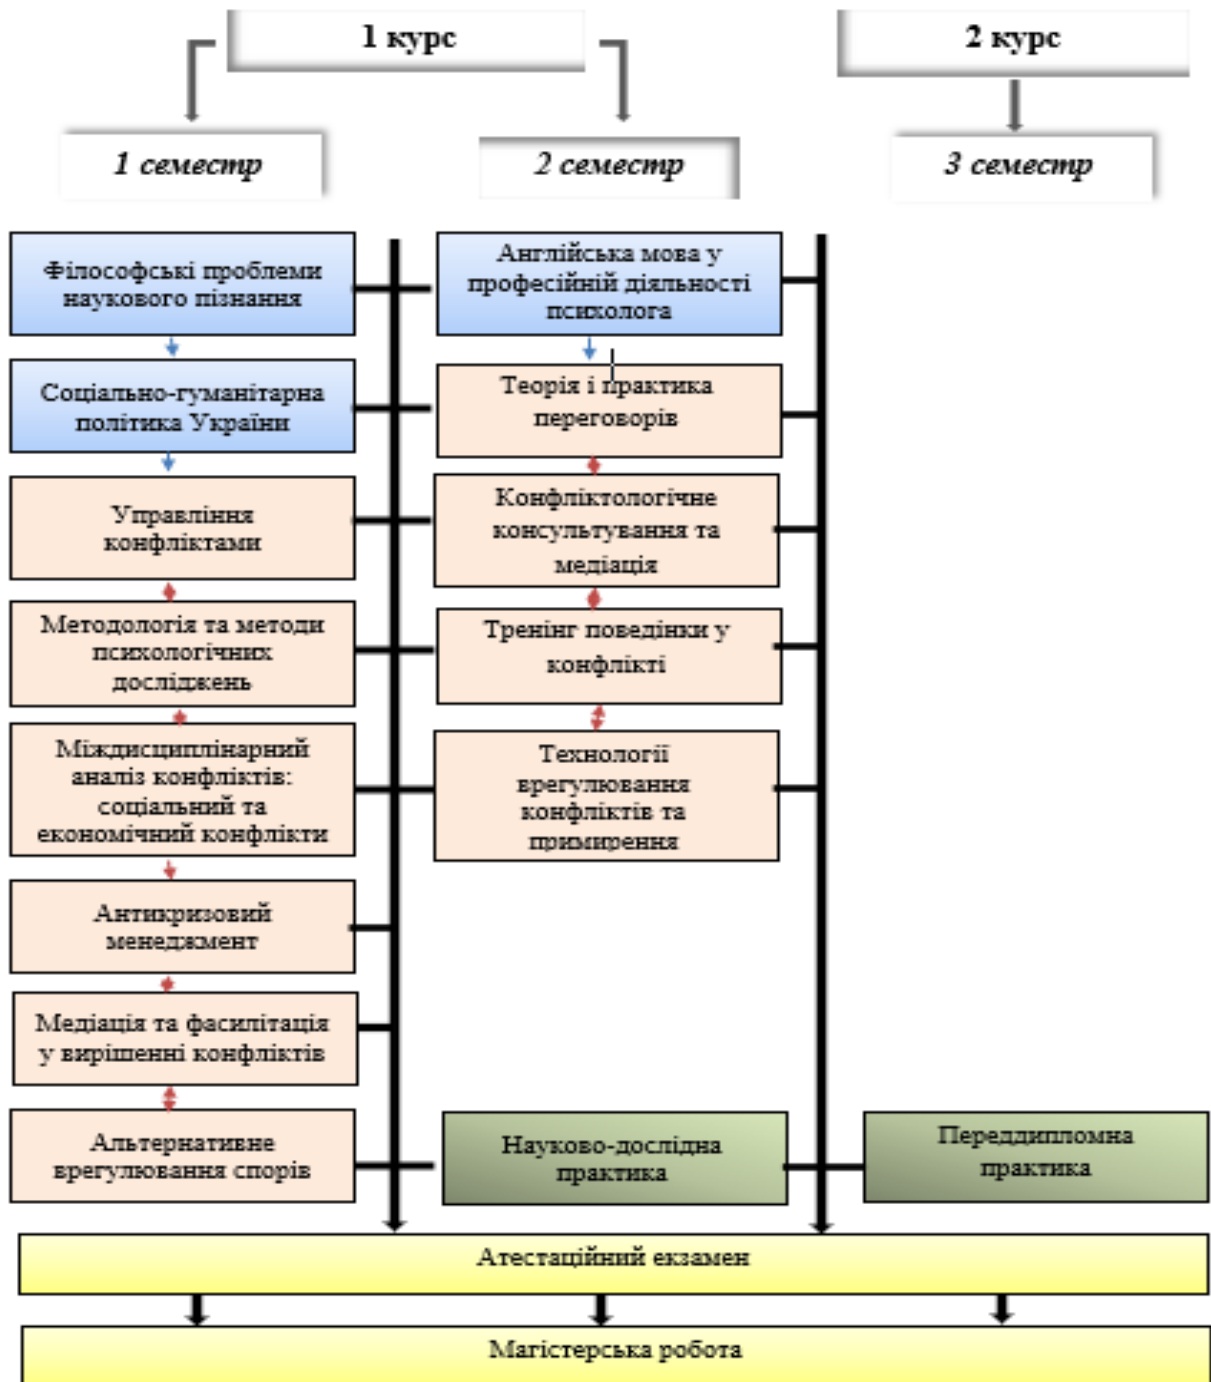 1 курс
2 курс
1 семестр
2 семестр
3 семестр
Філософські проблеми
наукового пізнання
Соціально-гуманітарна
політика України
Управління
конфліктами
Методологія та методи
психологічних
досліджень
Міждисциплінарний
аналіз конфліктів:
соціальний та
економічний конфлікти
Антикризовий
менеджмент
Медіація та фасилітація
у вирішенні конфліктів
Альтернативне
врегулювання спорів
Англійська мова у
професійній діяльності
психолога
Теорія і практика
переговорів
Конфліктологічне
консультування та
медіація
Тренінг поведінки у
конфлікті
Технології
врегулювання
конфліктів та
примирення
Науково-дослідна
практика
Переддипломна
практика
Атестаційний екзамен
Магістерська робота